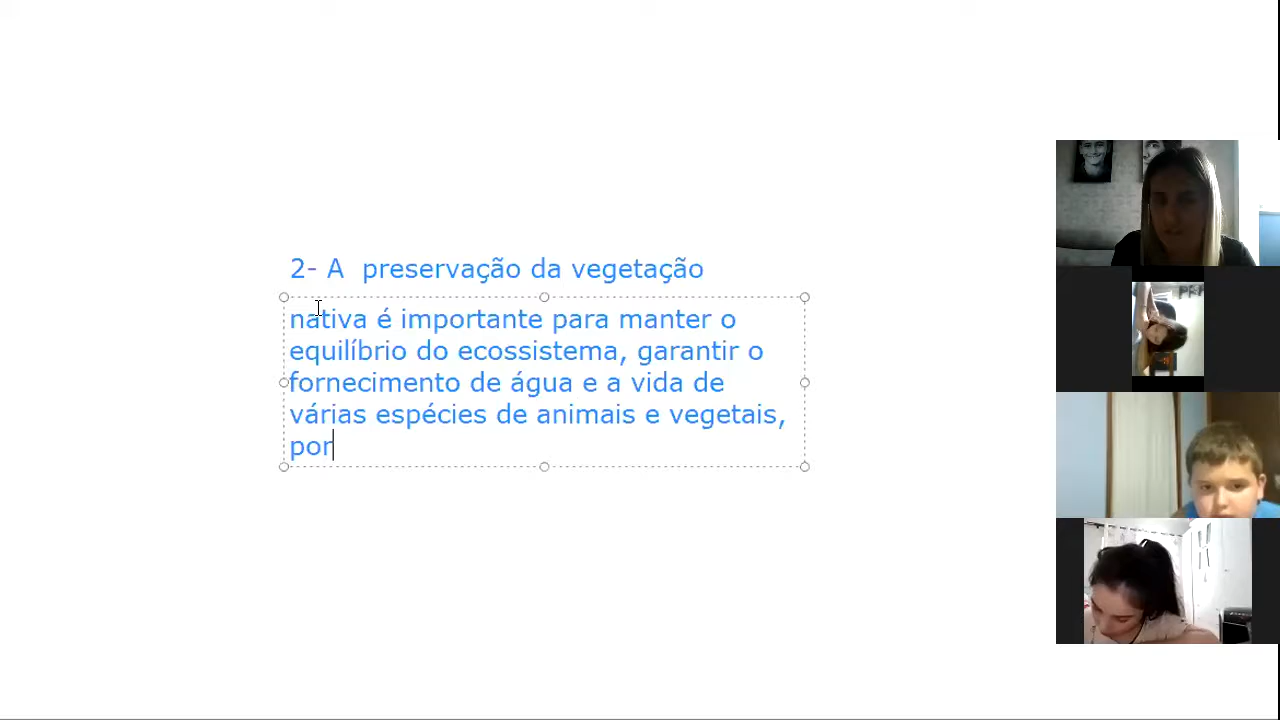 2- A  preservação da vegetação
nativa é importante para manter o
equilíbrio do ecossistema, garantir o
fornecimento de água e a vida de
várias espécies de animais e vegetais,
por